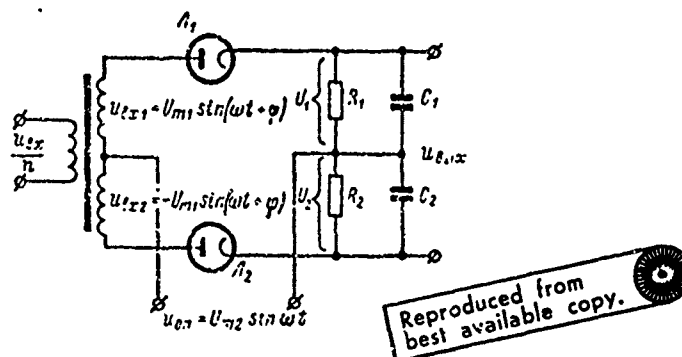 Л₁
U₁
R₁
C₁
u_вх1 = U_m1 sin(ωt + φ)
u_вх
n
u_вых
u_вх2 = -U_m1 sin(ωt + φ)
U₂
R₂
C₂
Л₂
u_оп = U_m2 sin ωt
Reproduced from
best available copy.